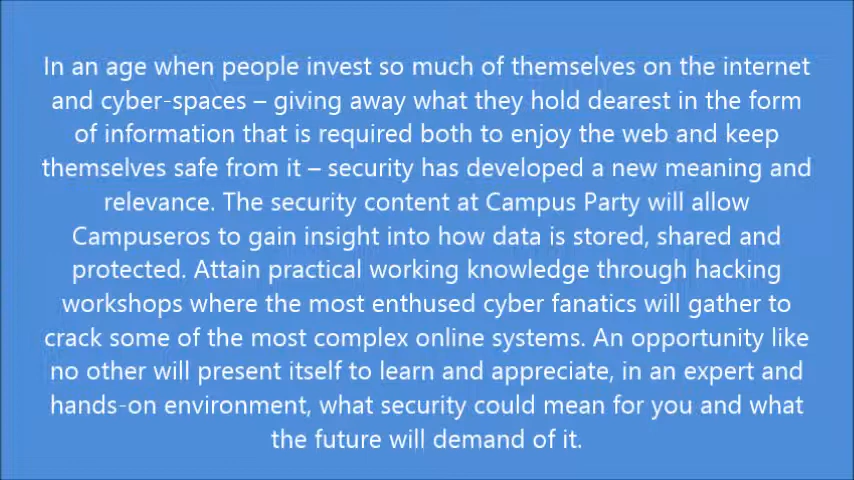 In an age when people invest so much of themselves on the internet
and cyber-spaces – giving away what they hold dearest in the form
of information that is required both to enjoy the web and keep
themselves safe from it – security has developed a new meaning and
relevance. The security content at Campus Party will allow
Campuseros to gain insight into how data is stored, shared and
protected. Attain practical working knowledge through hacking
workshops where the most enthused cyber fanatics will gather to
crack some of the most complex online systems. An opportunity like
no other will present itself to learn and appreciate, in an expert and
hands-on environment, what security could mean for you and what
the future will demand of it.